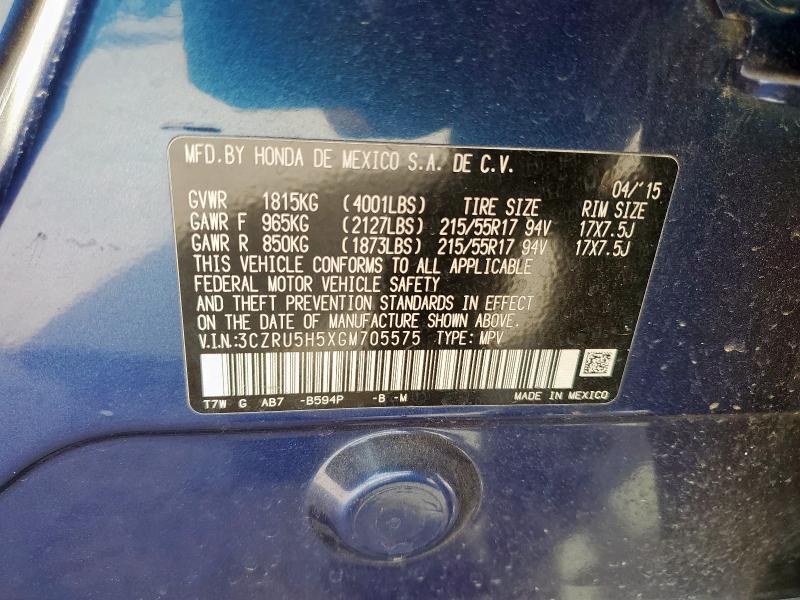 MFD.BY HONDA DE MEXICO S.A. DE C.V.
04/'15
GVWR 1815KG (4001LBS) TIRE SIZE RIM SIZE
GAWR F 965KG (2127LBS) 215/55R17 94V 17X7.5J
GAWR R 850KG (1873LBS) 215/55R17 94V 17X7.5J
THIS VEHICLE CONFORMS TO ALL APPLICABLE
FEDERAL MOTOR VEHICLE SAFETY
AND THEFT PREVENTION STANDARDS IN EFFECT
ON THE DATE OF MANUFACTURE SHOWN ABOVE.
V.I.N:3CZRU5H5XGM705575 TYPE: MPV
T7W G AB7 -B594P -B -M MADE IN MEXICO